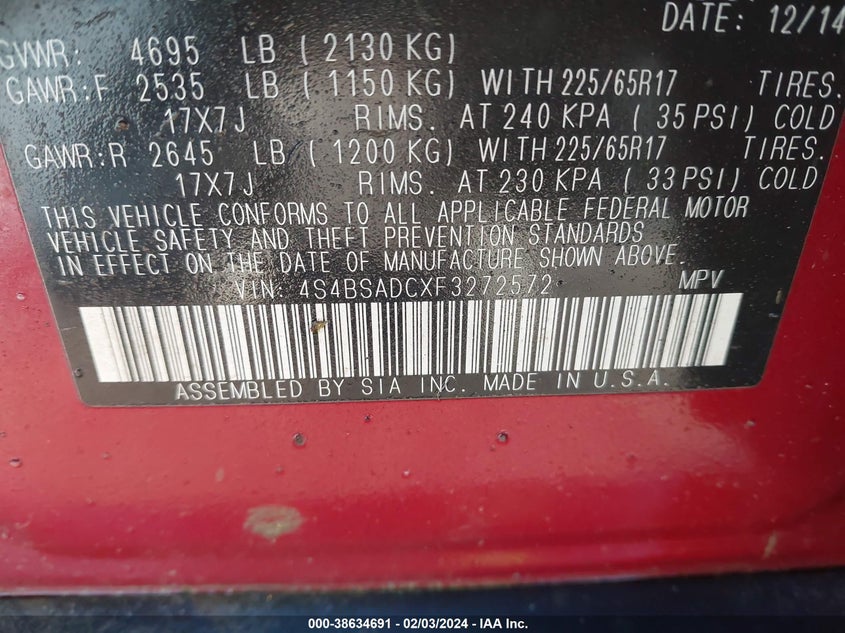 DATE: 12/14
GVWR: 4695 LB ( 2130 KG)
GAWR:F 2535 LB ( 1150 KG) WITH 225/65R17 TIRES.
17X7J RIMS. AT 240 KPA ( 35 PSI) COLD
GAWR:R 2645 LB ( 1200 KG) WITH 225/65R17 TIRES.
17X7J RIMS. AT 230 KPA ( 33 PSI) COLD
THIS VEHICLE CONFORMS TO ALL APPLICABLE FEDERAL MOTOR
VEHICLE SAFETY AND THEFT PREVENTION STANDARDS
IN EFFECT ON THE DATE OF MANUFACTURE SHOWN ABOVE.
VIN: 4S4BSADCXF3272572 MPV
ASSEMBLED BY SIA INC. MADE IN U.S.A.
000-38634691 - 02/03/2024 - IAA Inc.